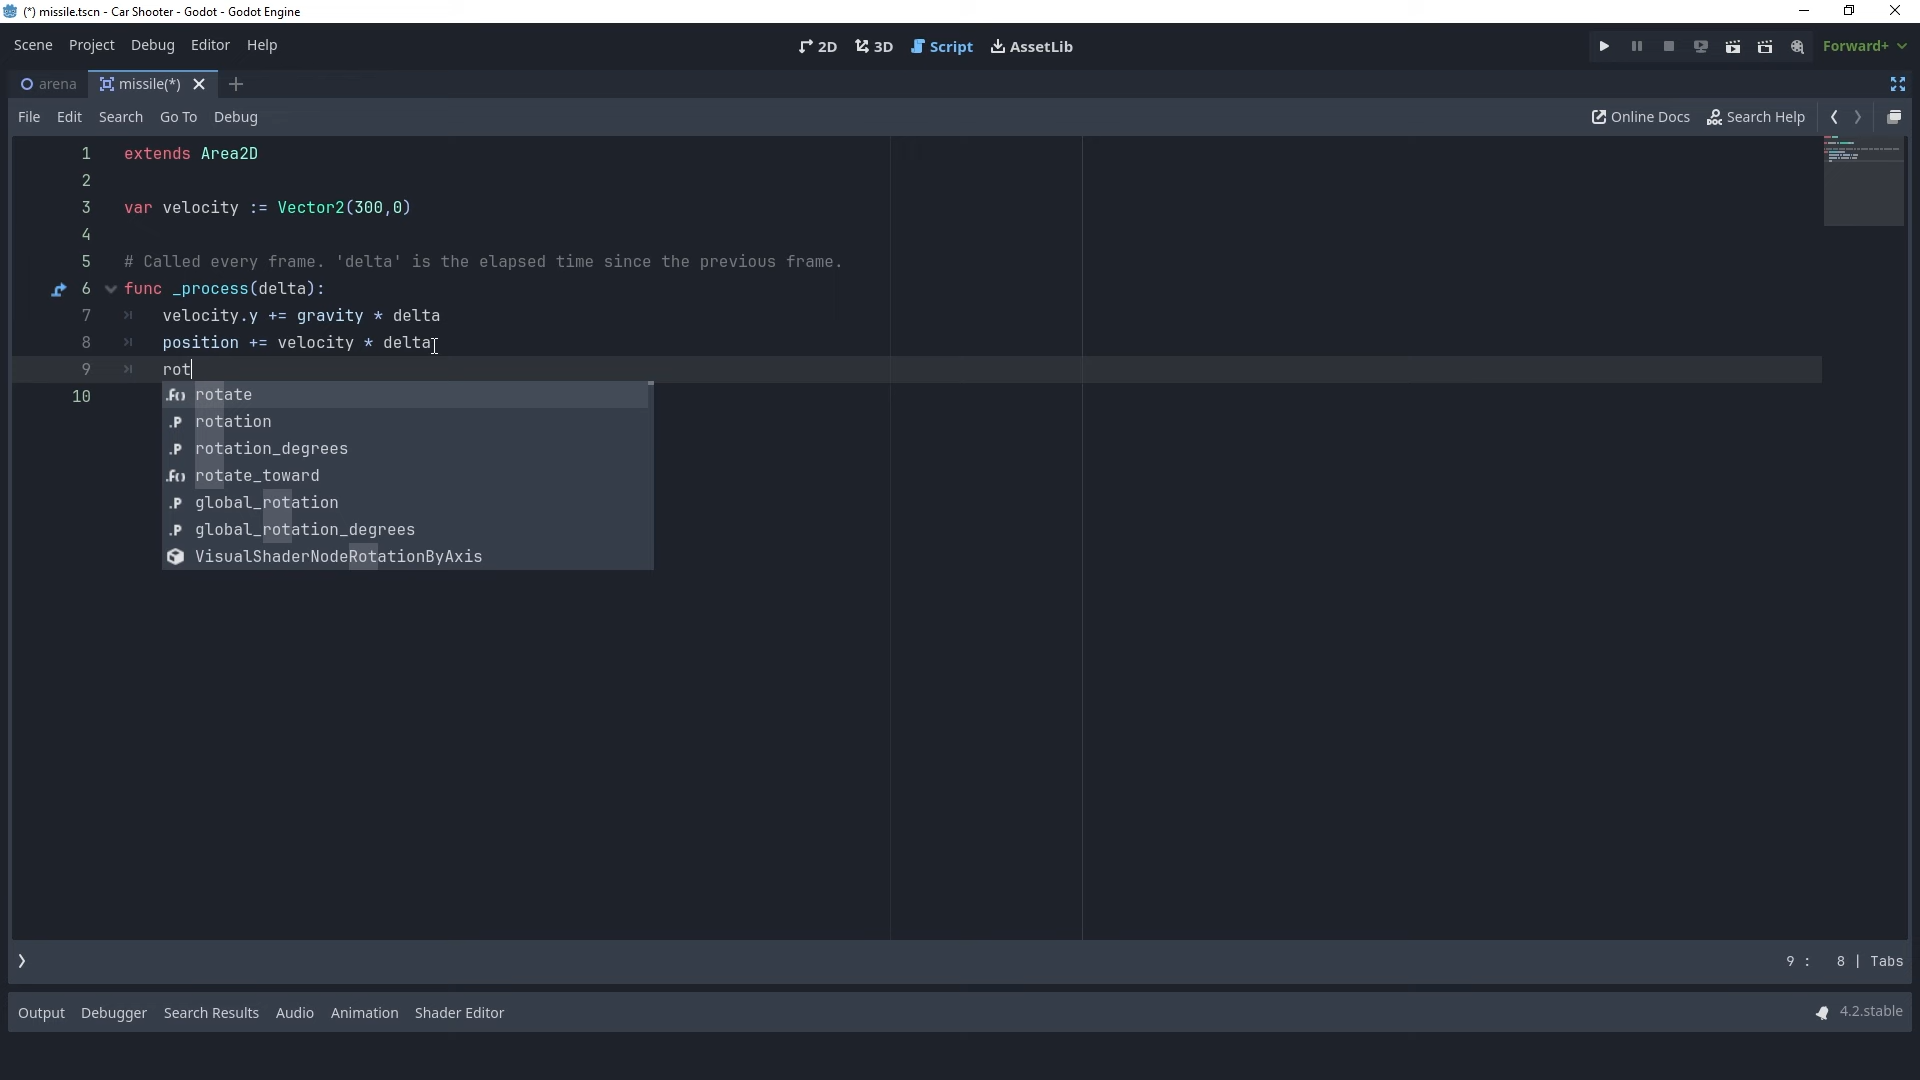 (*) missile.tscn - Car Shooter - Godot - Godot Engine
Scene Project Debug Editor Help 2D 3D Script AssetLib Forward+
arena missile(*)
File Edit Search Go To Debug Online Docs Search Help
1 extends Area2D
2
3 var velocity := Vector2(300,0)
4
5 # Called every frame. 'delta' is the elapsed time since the previous frame.
6 func _process(delta):
7 velocity.y += gravity * delta
8 position += velocity * delta
9 rot
10
rotate
rotation
rotation_degrees
rotate_toward
global_rotation
global_rotation_degrees
VisualShaderNodeRotationByAxis
9 : 8 | Tabs
Output Debugger Search Results Audio Animation Shader Editor 4.2.stable